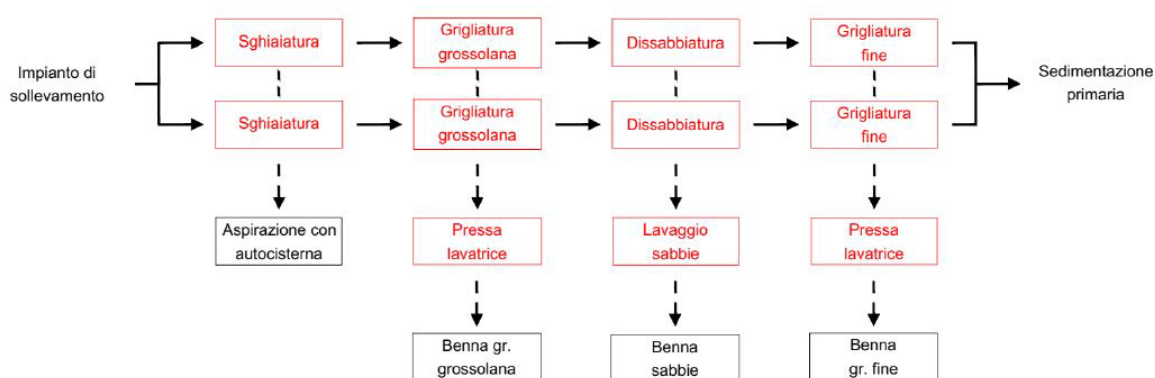 Impianto di
sollevamento
Sghiaiatura
Grigliatura
grossolana
Dissabbiatura
Grigliatura
fine
Sghiaiatura
Grigliatura
grossolana
Dissabbiatura
Grigliatura
fine
Sedimentazione
primaria
Aspirazione con
autocisterna
Pressa
lavatrice
Lavaggio
sabbie
Pressa
lavatrice
Benna gr.
grossolana
Benna
sabbie
Benna
gr. fine